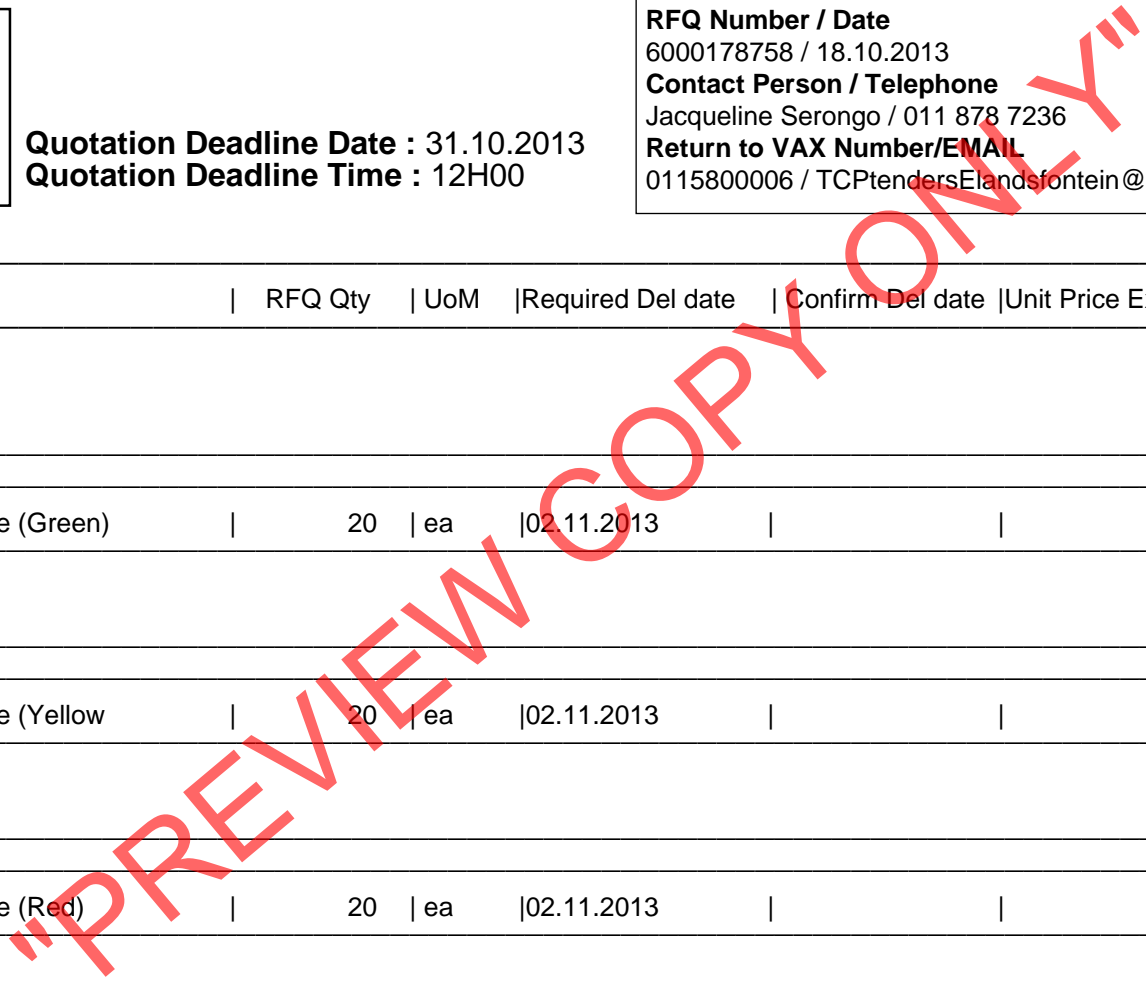 RFQ Number / Date
6000178758 / 18.10.2013
Contact Person / Telephone
Jacqueline Serongo / 011 878 7236
Return to VAX Number/EMAIL
0115800006 / TCPtendersElandsfontein@
Quotation Deadline Date : 31.10.2013
Quotation Deadline Time : 12H00
| RFQ Qty | UoM |Required Del date | Confirm Del date |Unit Price E
e (Green) | 20 | ea |02.11.2013 | |
e (Yellow | 20 | ea |02.11.2013 | |
e (Red) | 20 | ea |02.11.2013 | |
"PREVIEW COPY ONLY"